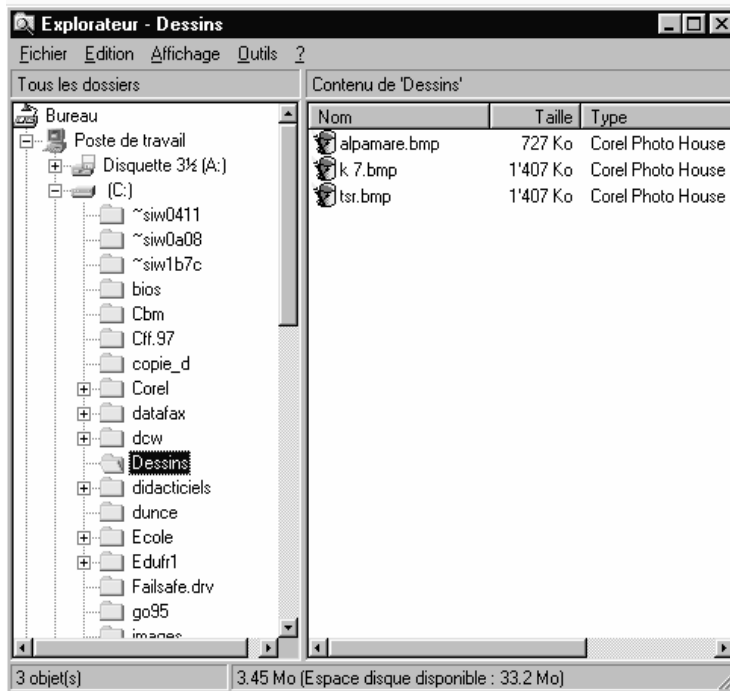 Explorateur - Dessins
Fichier Edition Affichage Outils ?
Tous les dossiers
Contenu de 'Dessins'
Bureau
Poste de travail
Disquette 3½ (A:)
(C:)
~siw0411
~siw0a08
~siw1b7c
bios
Cbm
Cff.97
copie_d
Corel
datafax
dcw
Dessins
didacticiels
dunce
Ecole
Edufr1
Failsafe.drv
go95
images
Nom Taille Type
alpamare.bmp 727 Ko Corel Photo House
k 7.bmp 1'407 Ko Corel Photo House
tsr.bmp 1'407 Ko Corel Photo House
3 objet(s)
3.45 Mo (Espace disque disponible : 33.2 Mo)